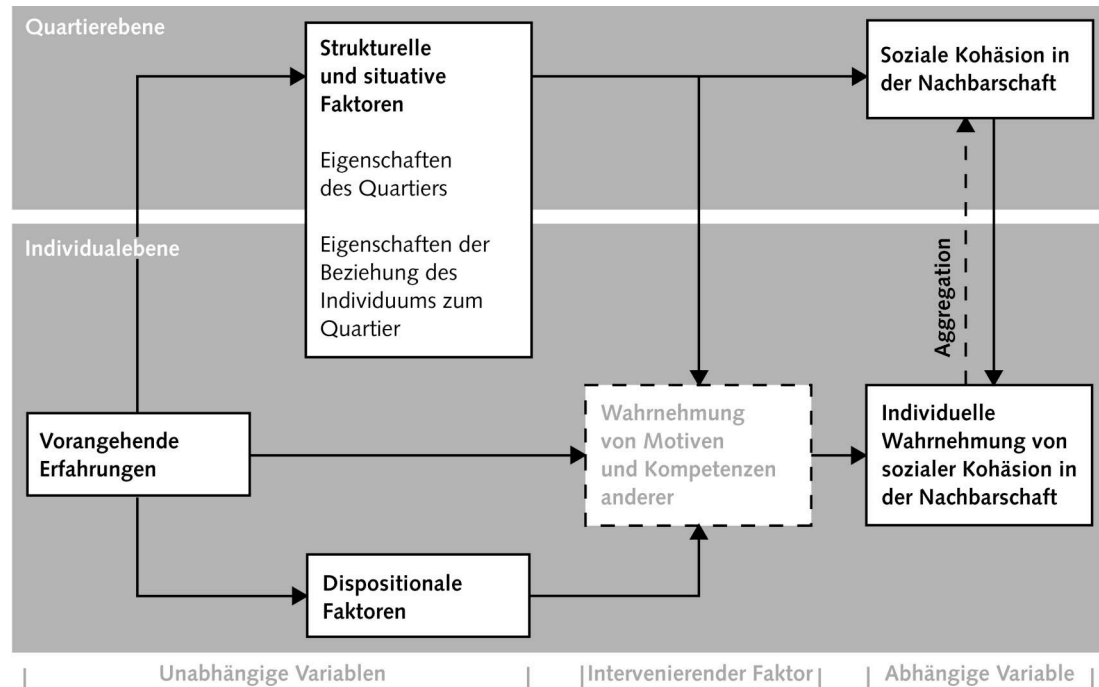 Quartierebene
Strukturelle
und situative
Faktoren
Eigenschaften
des Quartiers
Eigenschaften der
Beziehung des
Individuums zum
Quartier
Soziale Kohäsion in
der Nachbarschaft
Individualebene
Aggregation
Vorangehende
Erfahrungen
Wahrnehmung
von Motiven
und Kompetenzen
anderer
Individuelle
Wahrnehmung von
sozialer Kohäsion in
der Nachbarschaft
Dispositionale
Faktoren
Unabhängige Variablen
Intervenierender Faktor
Abhängige Variable